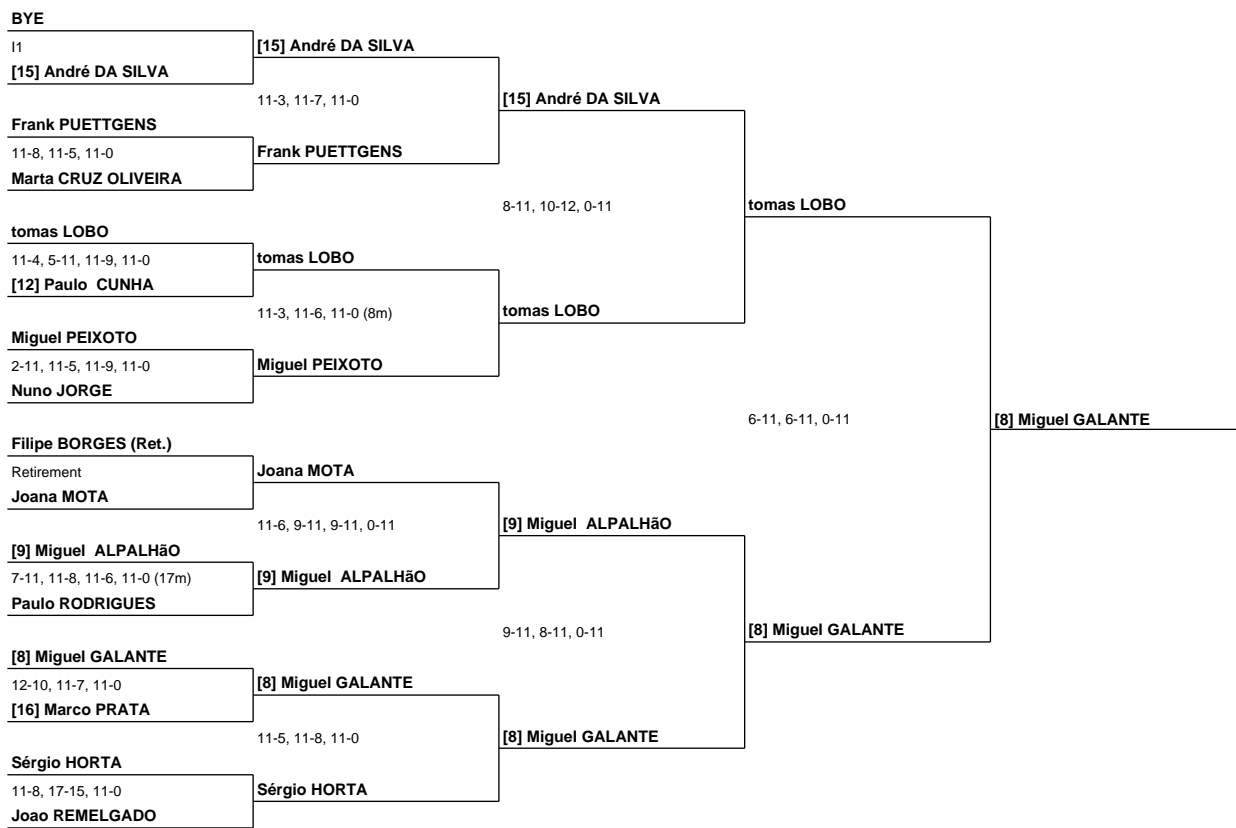 BYE
I1
[15] André DA SILVA
[15] André DA SILVA
11-3, 11-7, 11-0
[15] André DA SILVA
Frank PUETTGENS
11-8, 11-5, 11-0
Frank PUETTGENS
Marta CRUZ OLIVEIRA
8-11, 10-12, 0-11
tomas LOBO
tomas LOBO
11-4, 5-11, 11-9, 11-0
tomas LOBO
[12] Paulo CUNHA
11-3, 11-6, 11-0 (8m)
tomas LOBO
Miguel PEIXOTO
2-11, 11-5, 11-9, 11-0
Miguel PEIXOTO
Nuno JORGE
6-11, 6-11, 0-11
[8] Miguel GALANTE
Filipe BORGES (Ret.)
Retirement
Joana MOTA
Joana MOTA
11-6, 9-11, 9-11, 0-11
[9] Miguel ALPALHãO
[9] Miguel ALPALHãO
7-11, 11-8, 11-6, 11-0 (17m)
[9] Miguel ALPALHãO
Paulo RODRIGUES
9-11, 8-11, 0-11
[8] Miguel GALANTE
[8] Miguel GALANTE
12-10, 11-7, 11-0
[8] Miguel GALANTE
[16] Marco PRATA
11-5, 11-8, 11-0
[8] Miguel GALANTE
Sérgio HORTA
11-8, 17-15, 11-0
Sérgio HORTA
Joao REMELGADO